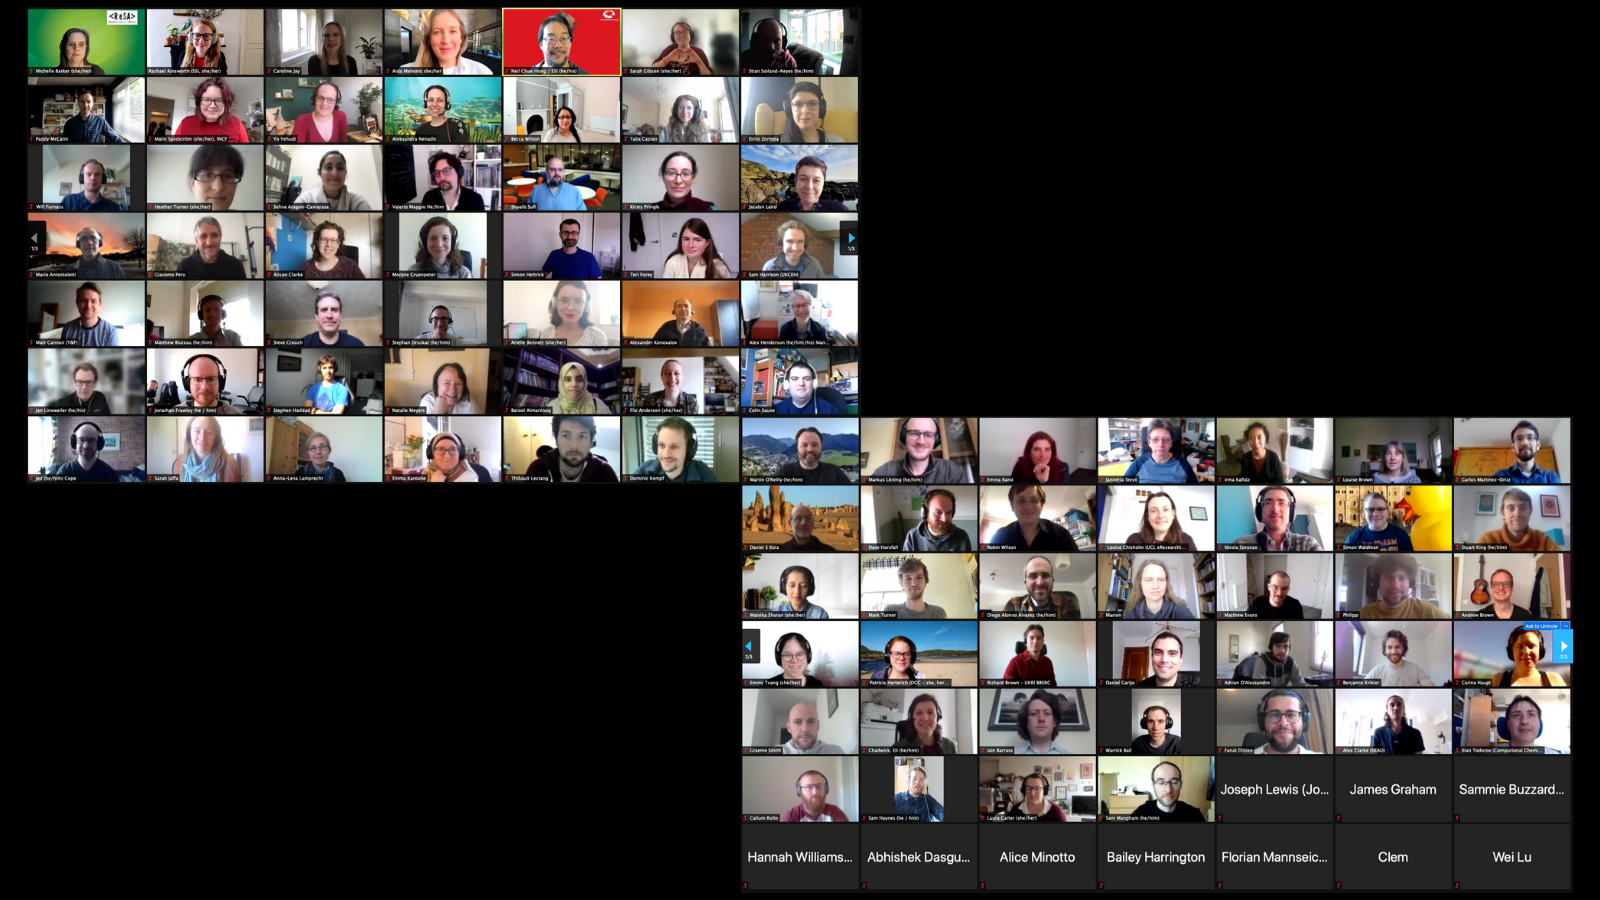 <ReSA>
Michelle Barker (she/her)
Rachael Ainsworth (SSI, she/her)
Caroline Jay
Aida Mehonic she/her
Neil Chue Hong / SSI (he/his)
Sarah Gibson (she/her)
Stian Soiland-Reyes (he/him)
Paddy McCann
Malin Sandström (she/her), INCF
Yo Yehudi
Aleksandra Nenadic
Becca Wilson
Talia Caplan
Eirini Zormpa
Will Furnass
Heather Turner (she/her)
Selina Aragon-Camarasa
Valerio Maggio He/him
Shoaib Sufi
Kirsty Pringle
Jacalyn Laird
1/3
Mario Antonioletti
Giacomo Peru
Alison Clarke
Morane Gruenpeter
Simon Hettrick
Teri Forey
Sam Harrison (UKCEH)
1/3
Matt Cannon (T&F)
Matthew Bluteau (he/him)
Steve Crouch
Stephan Druskat (he/him)
Arielle Bennett (she/her)
Alexander Konovalov
Alex Henderson (he/him/his) Man...
Jan Linxweiler (he/his)
Jonathan Frawley (he / him)
Stephen Haddad
Natalie Meyers
Batool Almarzouq
Flic Anderson (she/her)
Colin Sauze
Jez (he/him) Cope
Sarah Jaffa
Anna-Lena Lamprecht
Emma Karoune
Thibault Lestang
Dominic Kempf
Martin O'Reilly (he/him)
Markus Löning (he/him)
Emma Rand
Jannetta Steyn
Irma Hafidz
Louise Brown
Carlos Martinez-Ortiz
Daniel S Katz
Dave Horsfall
Robin Wilson
Louise Chisholm (UCL eResearch)...
Nicola Soranzo
Simon Waldman
Stuart King (he/him)
Malvika Sharan (she/her)
Mark Turner
Diego Alonso Álvarez (he/him)
Marion
Matthew Evans
Philipp
Andrew Brown
2/3
Emmy Tsang (she/her)
Patricia Herterich (DCC - she, her...
Richard Brown - UKRI BBSRC
Daniel Garijo
Adrian D'Alessandro
Benjamin Krikler
Ask to Unmute
Carina Haupt
2/3
Graeme Smith
Chadwick, Eli (he/him)
Iain Barrass
Warrick Ball
Faruk Diblen
Alex Clarke (SKAO)
Ilian Todorov (Computional Chem...
Callum Rollo
Sam Haynes (he / him)
Laura Carter (she/her)
Sam Mangham (he/him)
Joseph Lewis (Jo...
James Graham
Sammie Buzzard...
Hannah Williams...
Abhishek Dasgu...
Alice Minotto
Bailey Harrington
Florian Mannseic...
Clem
Wei Lu